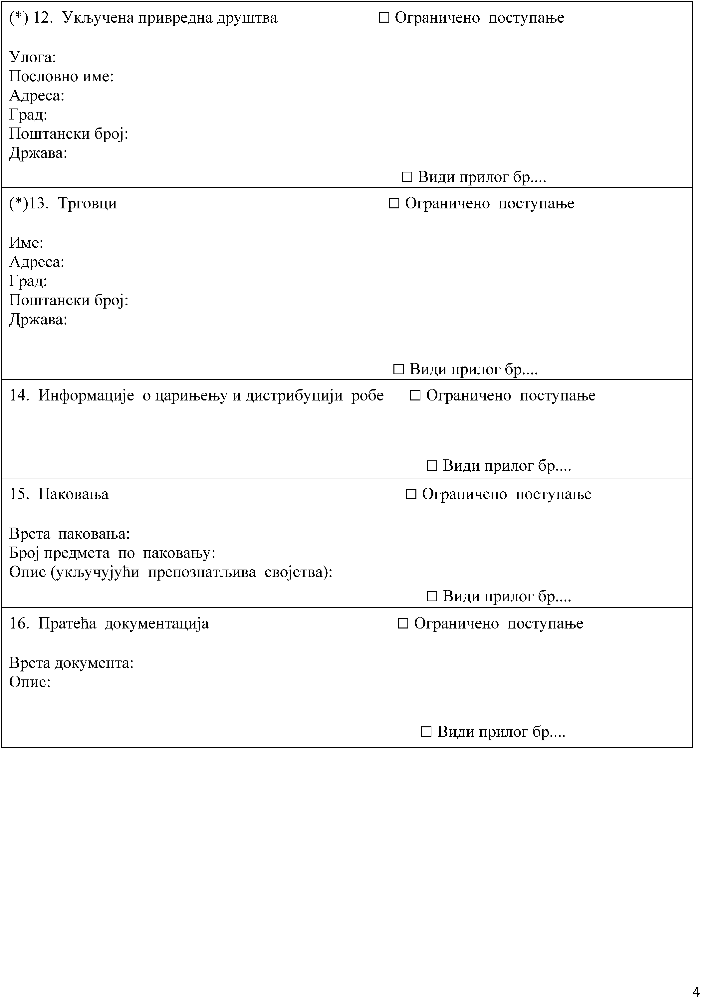 (*) 12. Укључена привредна друштва □ Ограничено поступање
Улога:
Пословно име:
Адреса:
Град:
Поштански број:
Држава:
□ Види прилог бр....
(*)13. Трговци □ Ограничено поступање
Име:
Адреса:
Град:
Поштански број:
Држава:
□ Види прилог бр....
14. Информације о царињењу и дистрибуцији робе □ Ограничено поступање
□ Види прилог бр....
15. Паковања □ Ограничено поступање
Врста паковања:
Број предмета по паковању:
Опис (укључујући препознатљива својства):
□ Види прилог бр....
16. Пратећа документација □ Ограничено поступање
Врста документа:
Опис:
□ Види прилог бр....
4